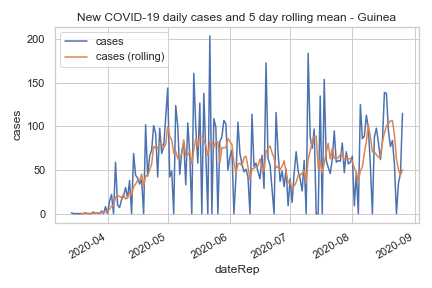 New COVID-19 daily cases and 5 day rolling mean - Guinea
cases
cases (rolling)
200
150
100
50
0
cases
2020-04
2020-05
2020-06
2020-07
2020-08
2020-09
dateRep